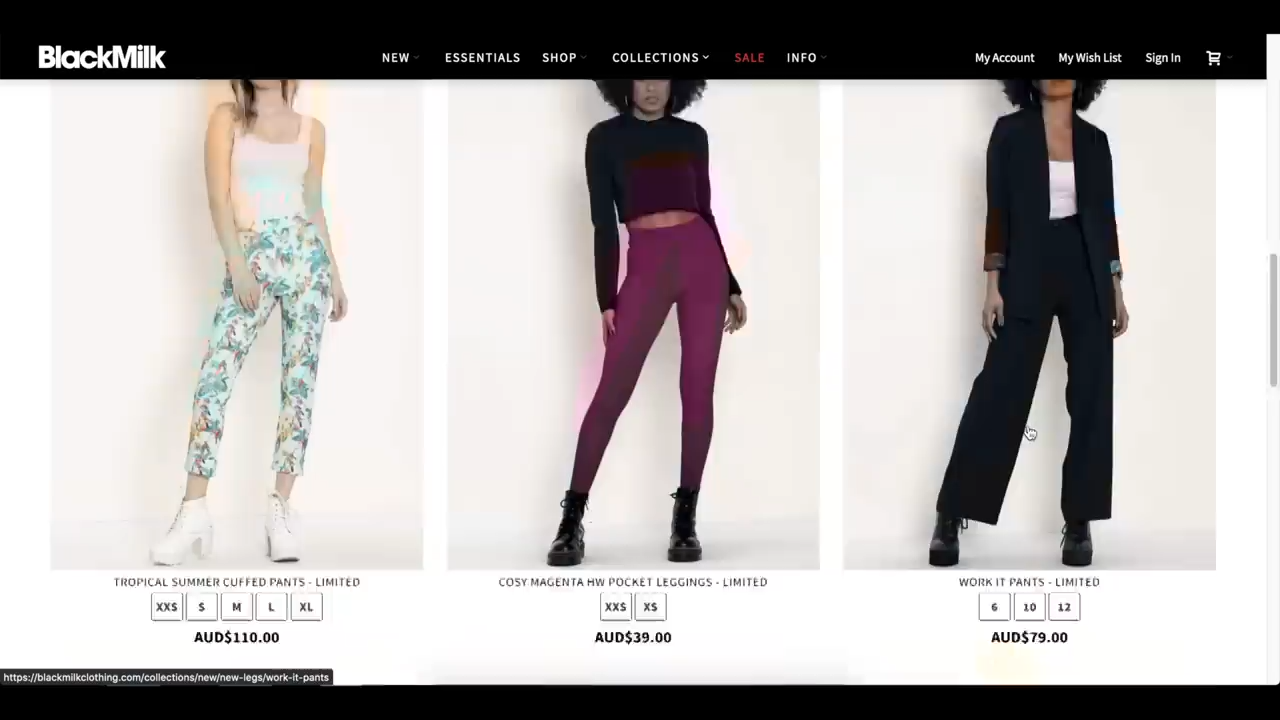 BlackMilk
NEW ESSENTIALS SHOP COLLECTIONS SALE INFO
My Account My Wish List Sign In
TROPICAL SUMMER CUFFED PANTS - LIMITED
XXS S M L XL
AUD$110.00
COSY MAGENTA HW POCKET LEGGINGS - LIMITED
XXS XS
AUD$39.00
WORK IT PANTS - LIMITED
6 10 12
AUD$79.00
https://blackmilkclothing.com/collections/new/new-legs/work-it-pants